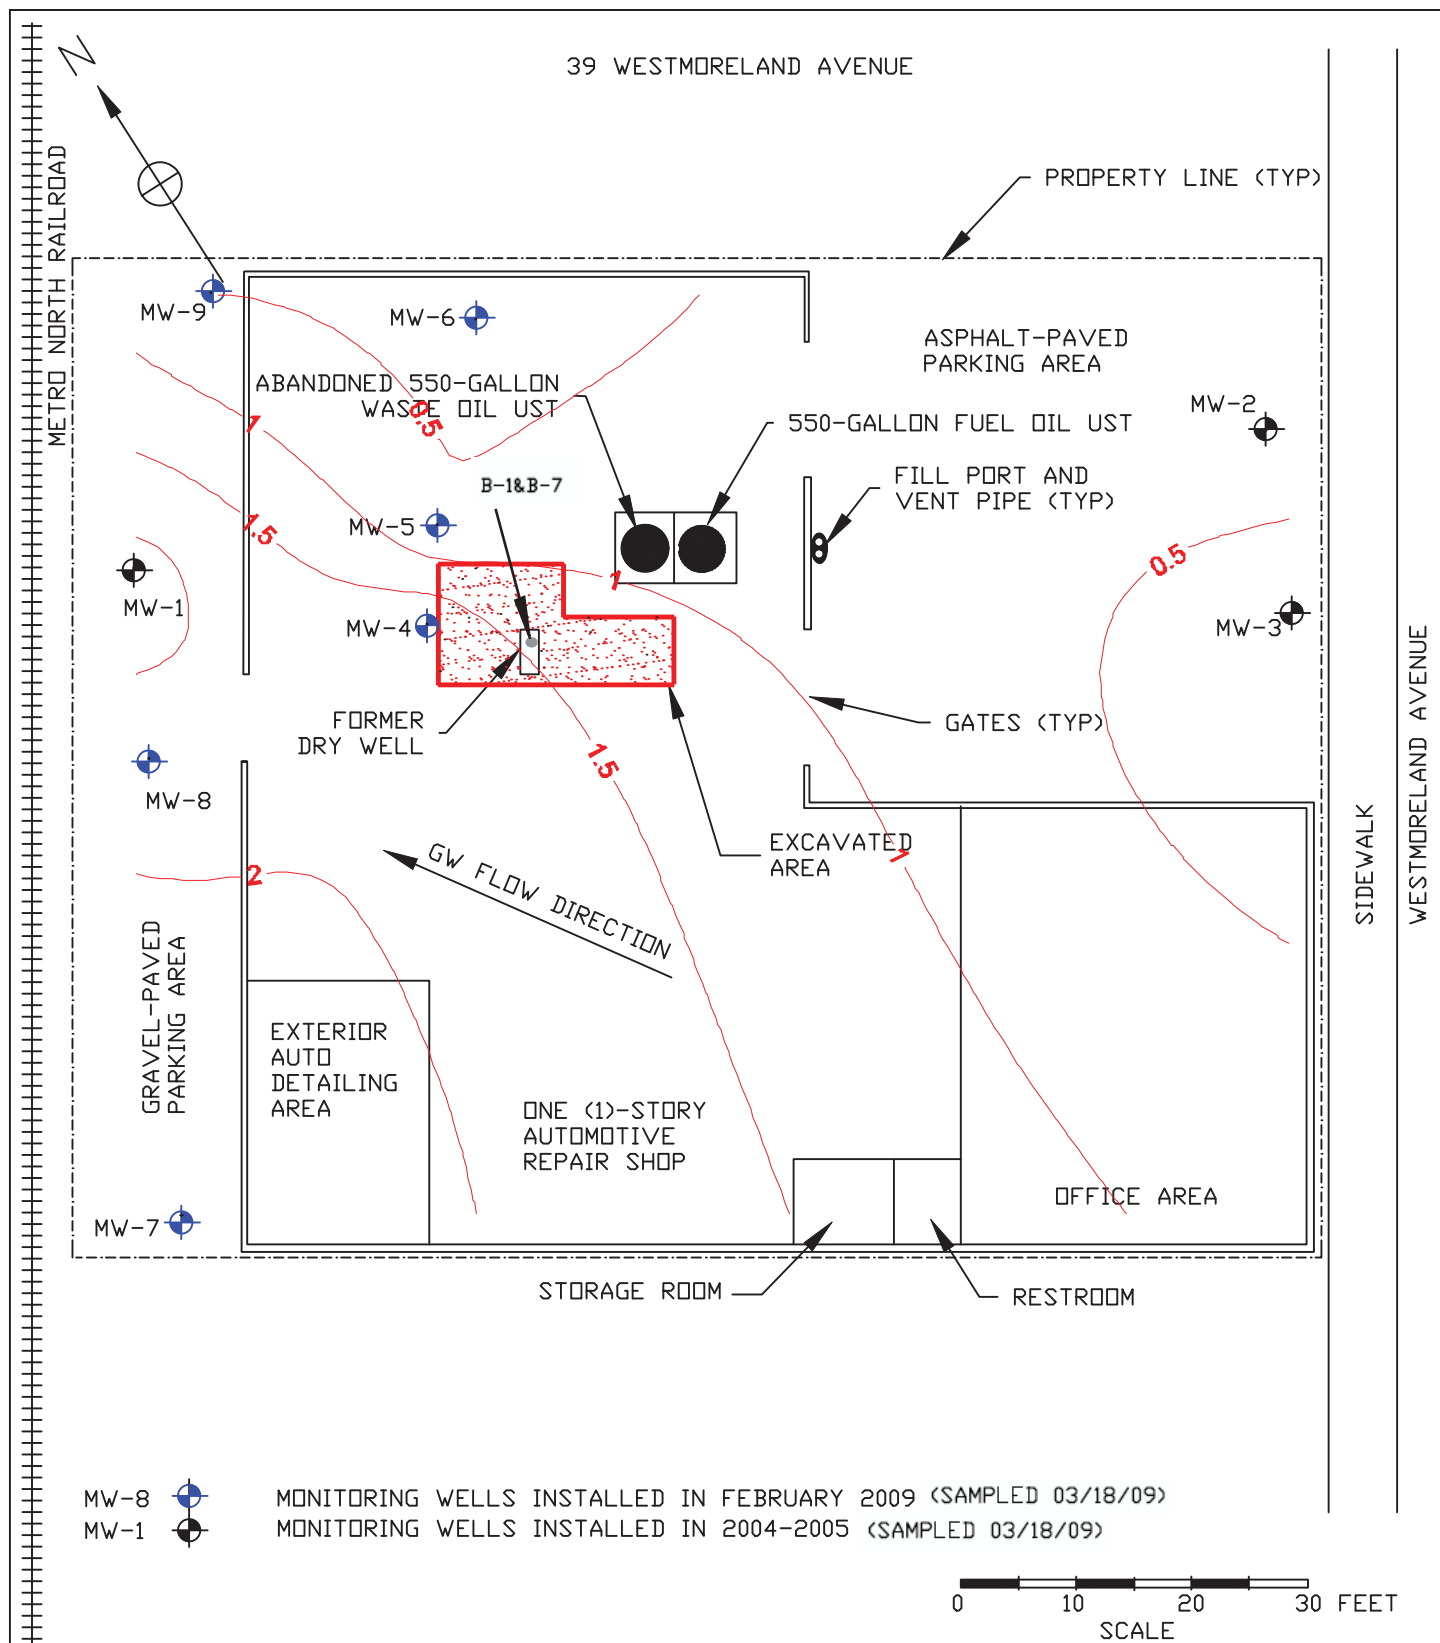 N
39 WESTMORELAND AVENUE
METRO NORTH RAILROAD
PROPERTY LINE (TYP)
MW-9
MW-6
ASPHALT-PAVED
PARKING AREA
ABANDONED 550-GALLON
WASTE OIL UST
0.5
MW-2
550-GALLON FUEL OIL UST
1
FILL PORT AND
VENT PIPE (TYP)
B-1&B-7
MW-5
1.5
0.5
1
MW-1
MW-4
MW-3
FORMER
DRY WELL
GATES (TYP)
1.5
MW-8
EXCAVATED
AREA
1
2
GW FLOW DIRECTION
SIDEWALK
WESTMORELAND AVENUE
GRAVEL-PAVED
PARKING AREA
EXTERIOR
AUTO
DETAILING
AREA
ONE (1)-STORY
AUTOMOTIVE
REPAIR SHOP
OFFICE AREA
MW-7
STORAGE ROOM
RESTROOM
MW-8 MONITORING WELLS INSTALLED IN FEBRUARY 2009 (SAMPLED 03/18/09)
MW-1 MONITORING WELLS INSTALLED IN 2004-2005 (SAMPLED 03/18/09)
0 10 20 30 FEET
SCALE